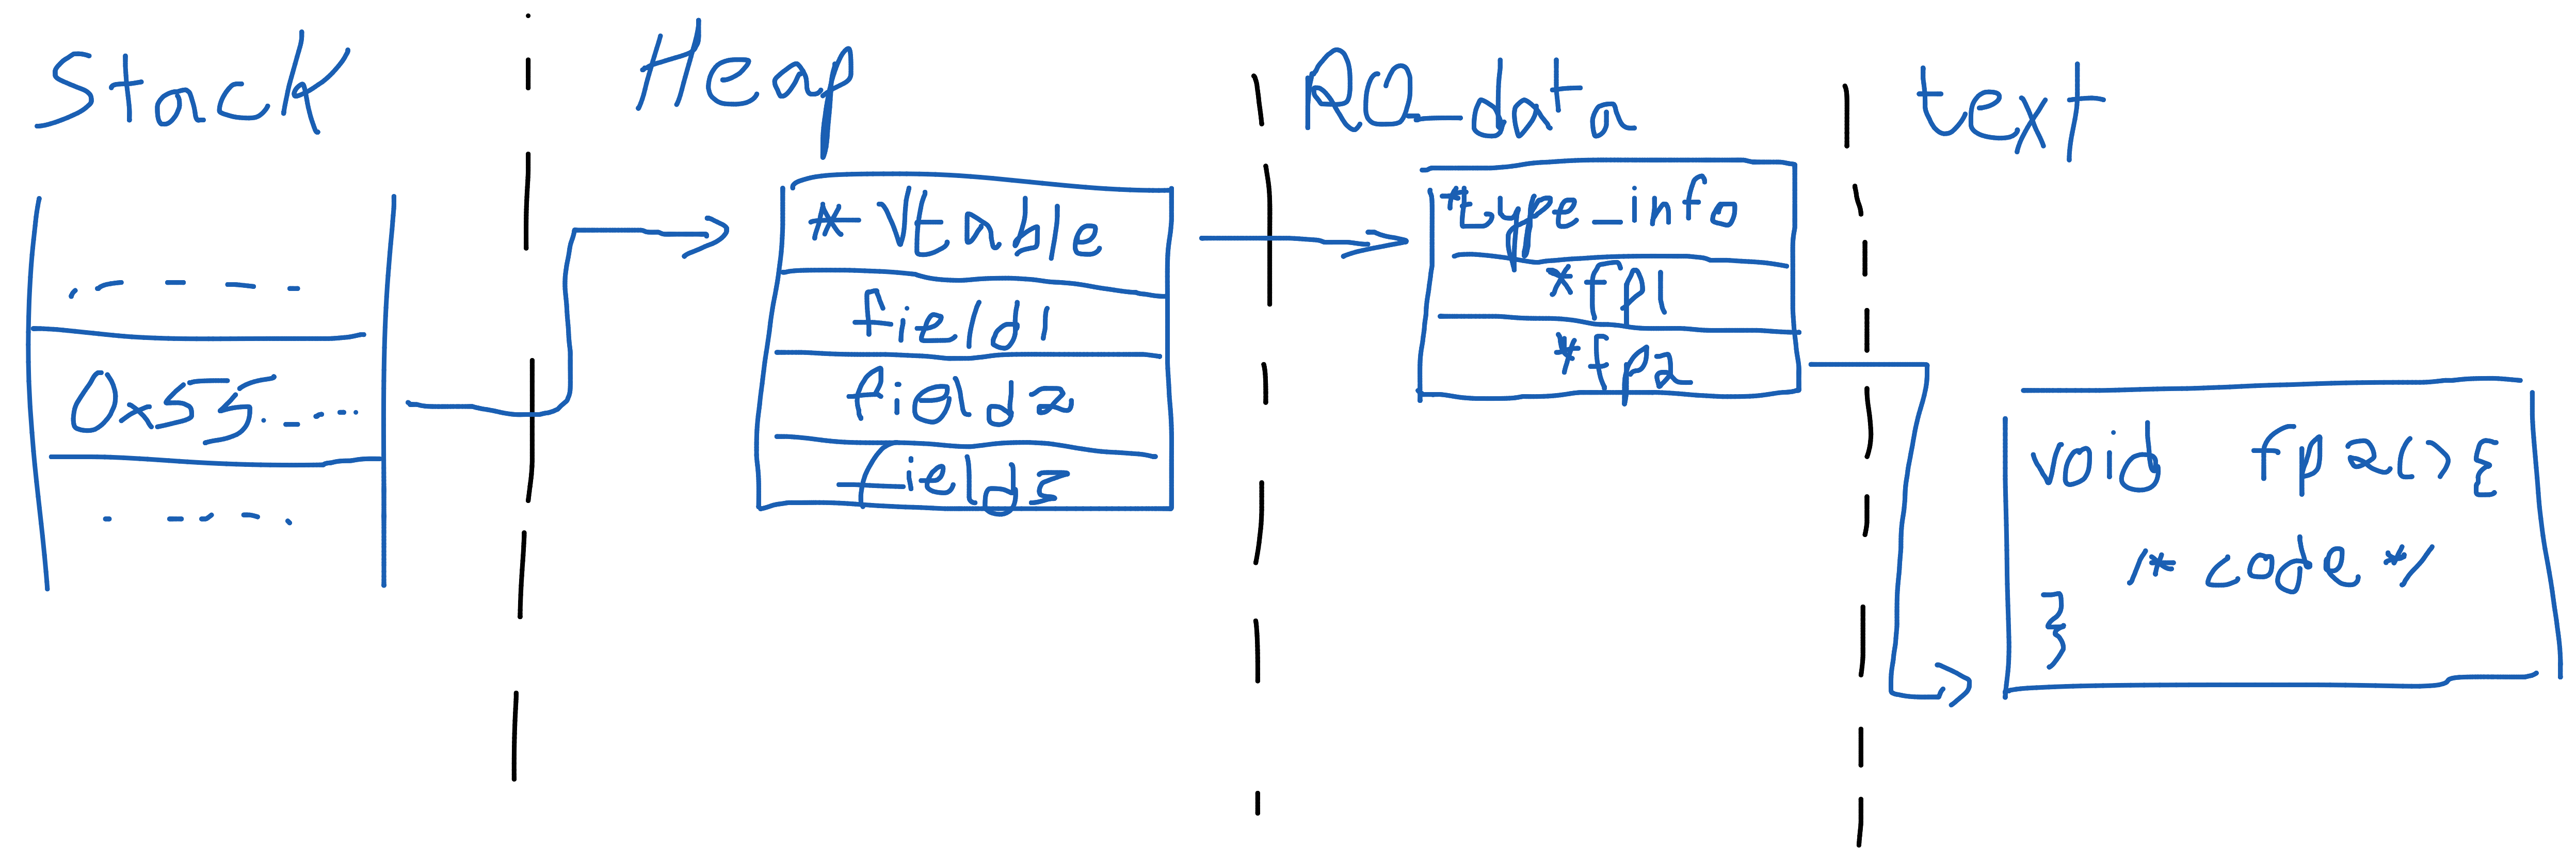 Stack
Heap
RO_data
text
0x55. _ . . . .
* Vtable
field1
field2
field3
*type_info
*fp1
*fp2
void fp2() {
/* code */
}